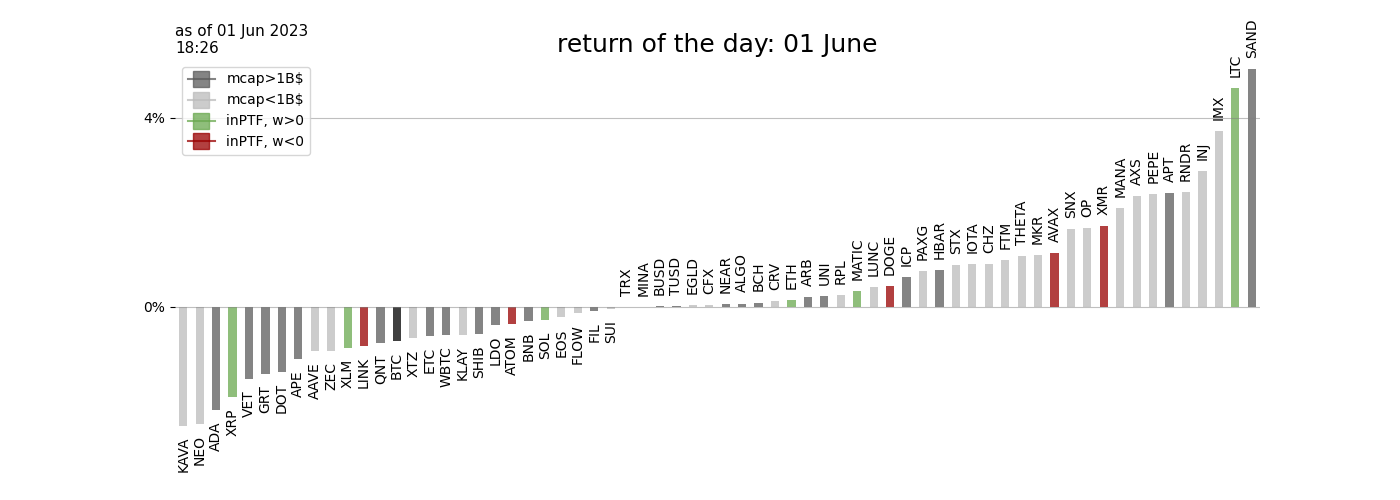 as of 01 Jun 2023
18:26
return of the day: 01 June
mcap>1B$
mcap<1B$
inPTF, w>0
inPTF, w<0
4%
0%
KAVA
NEO
ADA
XRP
VET
GRT
DOT
APE
AAVE
ZEC
XLM
LINK
QNT
BTC
XTZ
ETC
WBTC
KLAY
SHIB
LDO
ATOM
BNB
SOL
EOS
FLOW
FIL
SUI
TRX
MINA
BUSD
TUSD
EGLD
CFX
NEAR
ALGO
BCH
CRV
ETH
ARB
UNI
RPL
MATIC
LUNC
DOGE
ICP
PAXG
HBAR
STX
IOTA
CHZ
FTM
THETA
MKR
AVAX
SNX
OP
XMR
MANA
AXS
PEPE
APT
RNDR
INJ
IMX
LTC
SAND